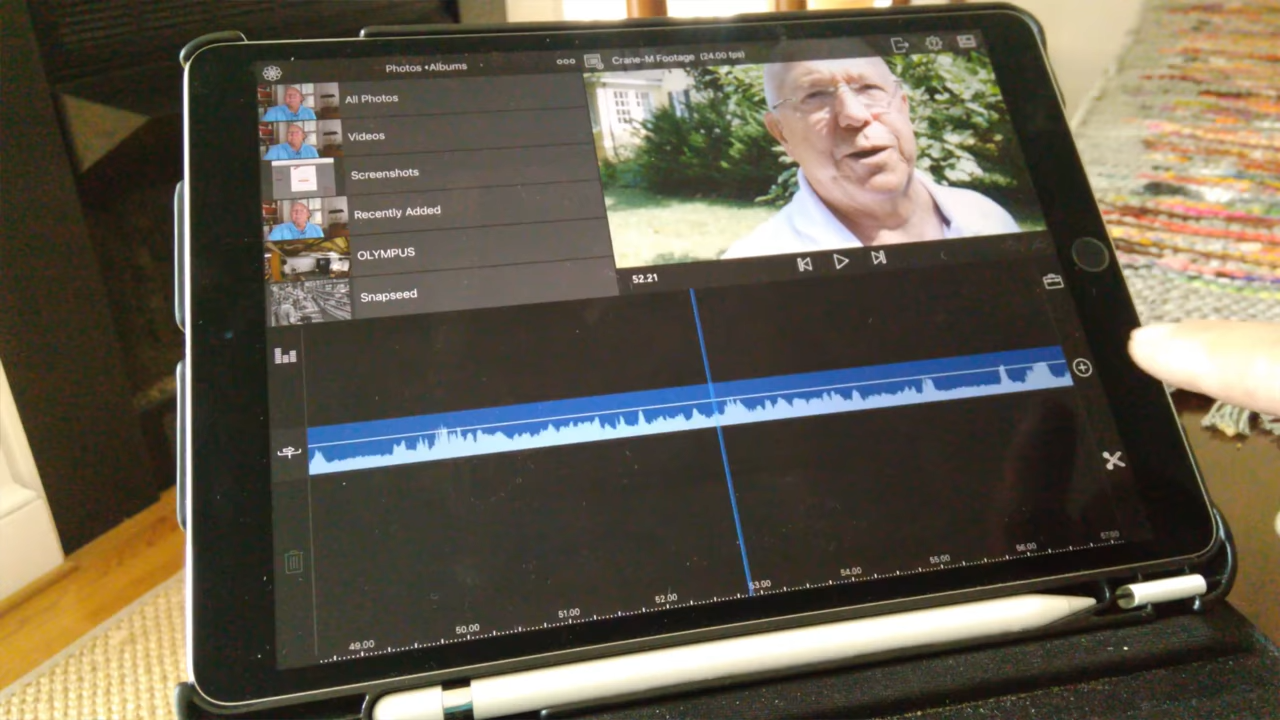 Photos •Albums
Crane-M Footage (24.00 fps)
All Photos
Videos
Screenshots
Recently Added
OLYMPUS
Snapseed
52.21
49.00
50.00
51.00
52.00
53.00
54.00
55.00
56.00